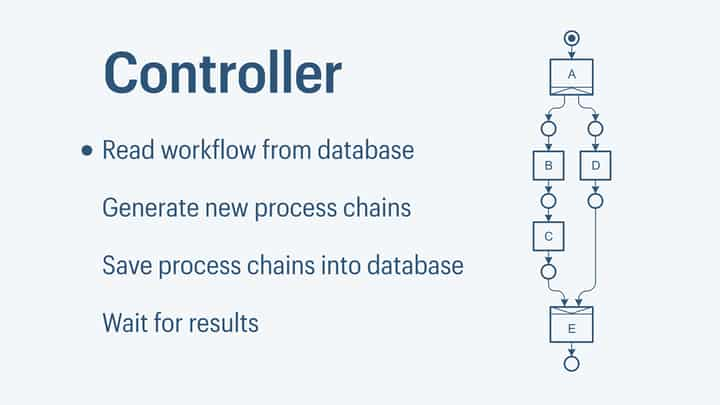 Controller
• Read workflow from database
Generate new process chains
Save process chains into database
Wait for results
A
B
D
C
E